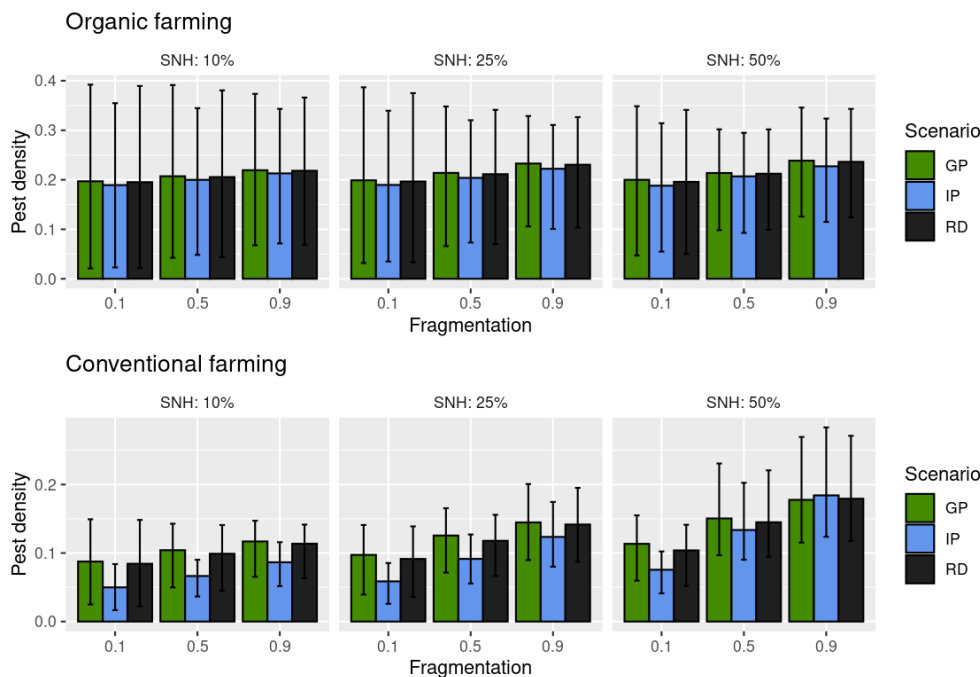 Organic farming
SNH: 10% SNH: 25% SNH: 50%
0.4
0.3
0.2
0.1
0.0
Pest density
0.1 0.5 0.9 0.1 0.5 0.9 0.1 0.5 0.9
Fragmentation
Scenario
GP
IP
RD
Conventional farming
SNH: 10% SNH: 25% SNH: 50%
0.2
0.1
0.0
Pest density
0.1 0.5 0.9 0.1 0.5 0.9 0.1 0.5 0.9
Fragmentation
Scenario
GP
IP
RD